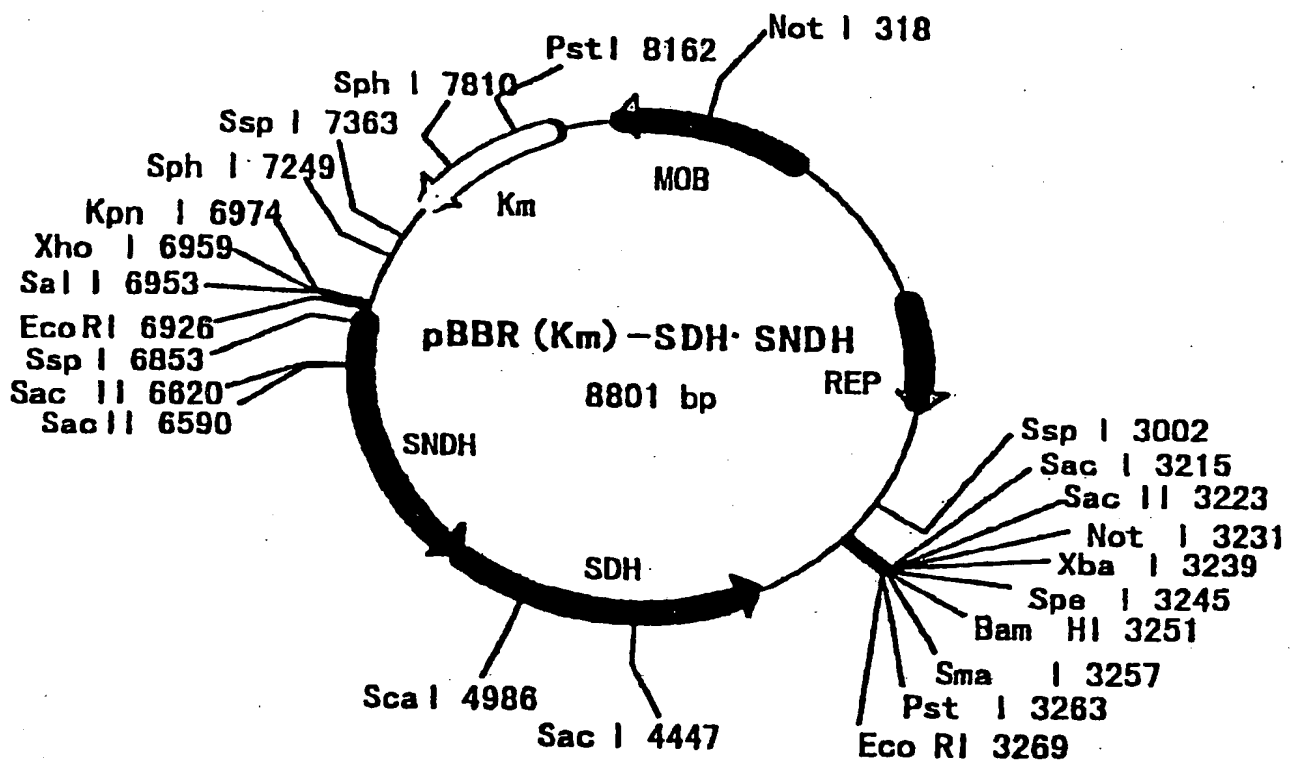 Not I 318
Pst I 8162
Sph I 7810
Ssp I 7363
Sph I 7249
Kpn I 6974
Xho I 6959
Sal I 6953
Eco RI 6926
Ssp I 6853
Sac II 6620
Sac II 6590
MOB
Km
pBBR (Km) -SDH· SNDH
8801 bp
REP
SNDH
SDH
Ssp I 3002
Sac I 3215
Sac II 3223
Not I 3231
Xba I 3239
Spe I 3245
Bam HI 3251
Sma I 3257
Pst I 3263
Eco RI 3269
Sca I 4986
Sac I 4447